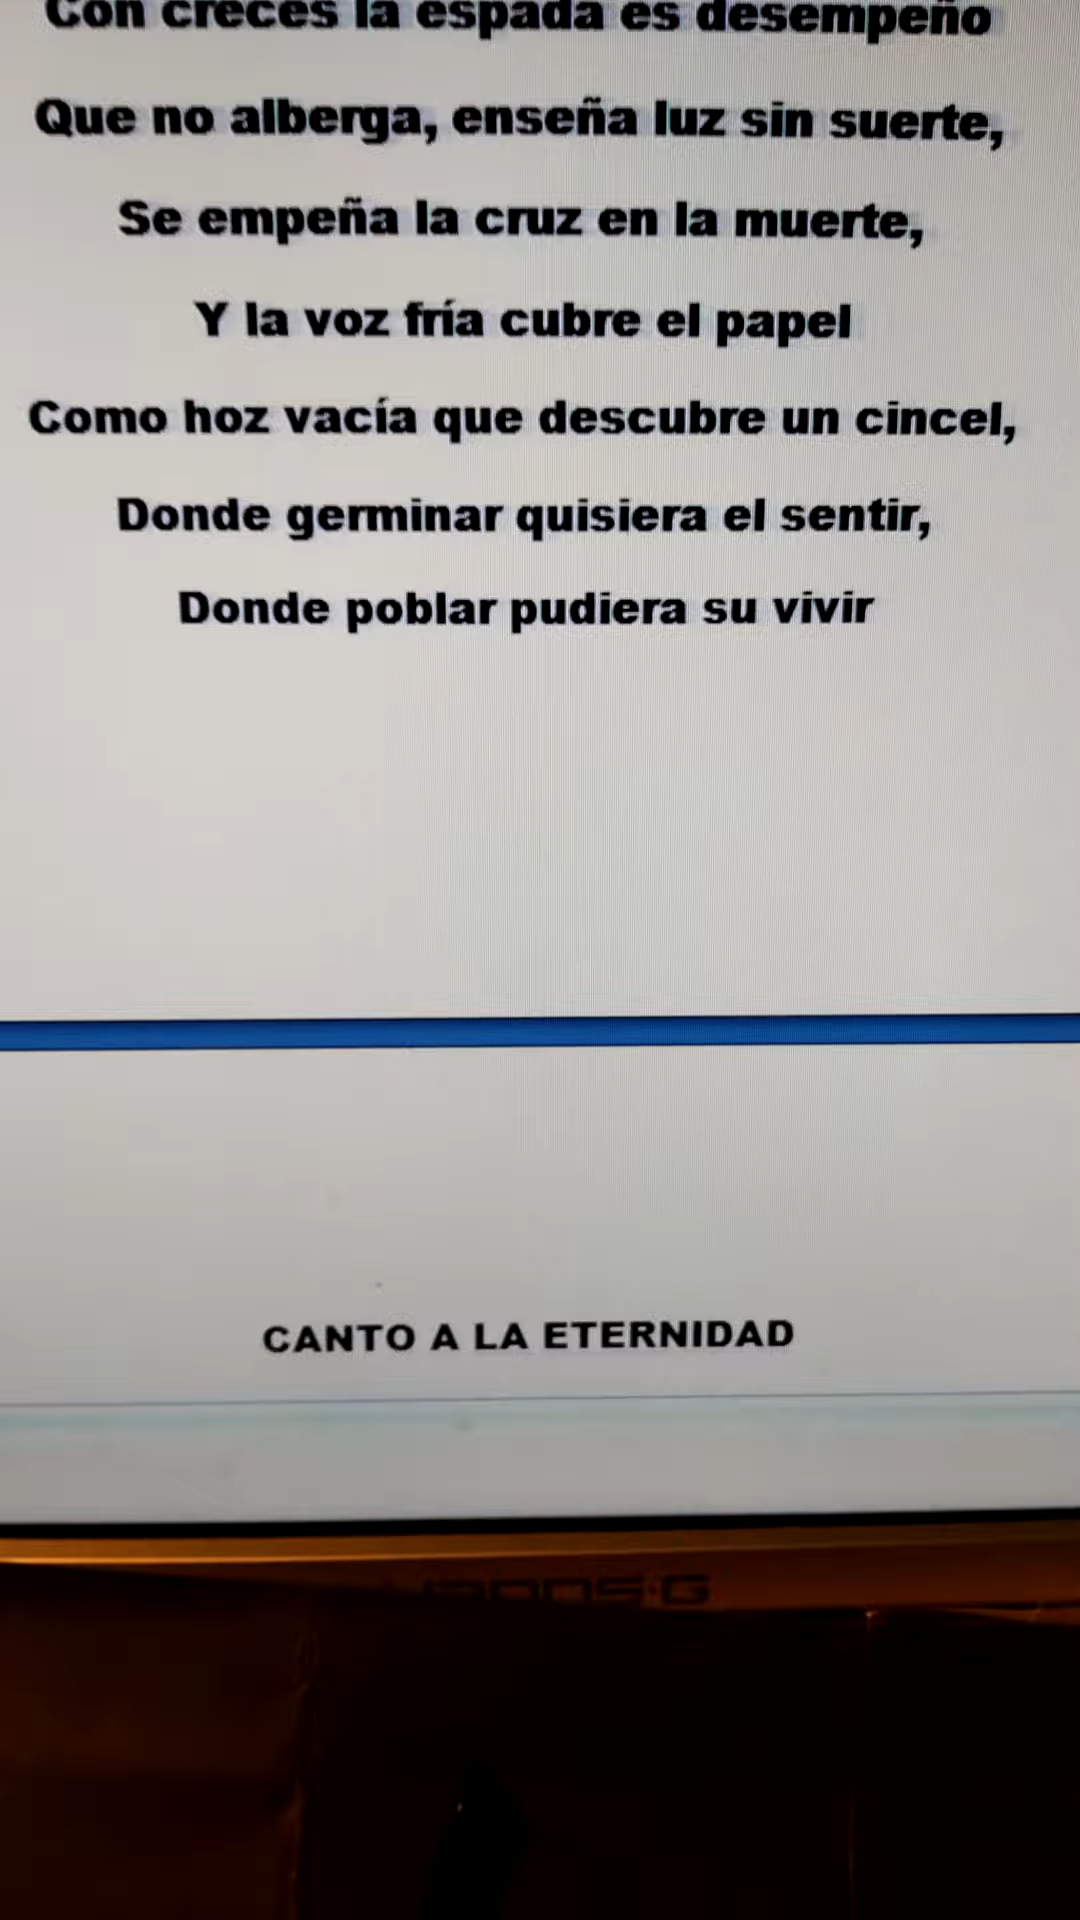 Con creces la espada es desempeño
Que no alberga, enseña luz sin suerte,
Se empeña la cruz en la muerte,
Y la voz fría cubre el papel
Como hoz vacía que descubre un cincel,
Donde germinar quisiera el sentir,
Donde poblar pudiera su vivir
CANTO A LA ETERNIDAD